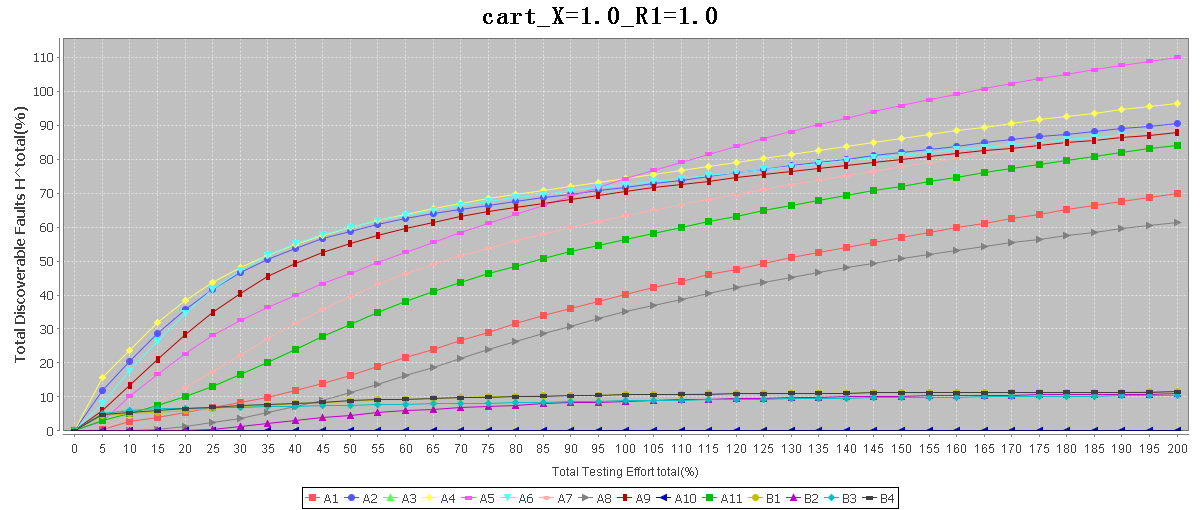 cart_X=1.0_R1=1.0
Total Discoverable Faults H^total(%)
110
100
90
80
70
60
50
40
30
20
10
0
0 5 10 15 20 25 30 35 40 45 50 55 60 65 70 75 80 85 90 95 100 105 110 115 120 125 130 135 140 145 150 155 160 165 170 175 180 185 190 195 200
Total Testing Effort total(%)
A1 A2 A3 A4 A5 A6 A7 A8 A9 A10 A11 B1 B2 B3 B4